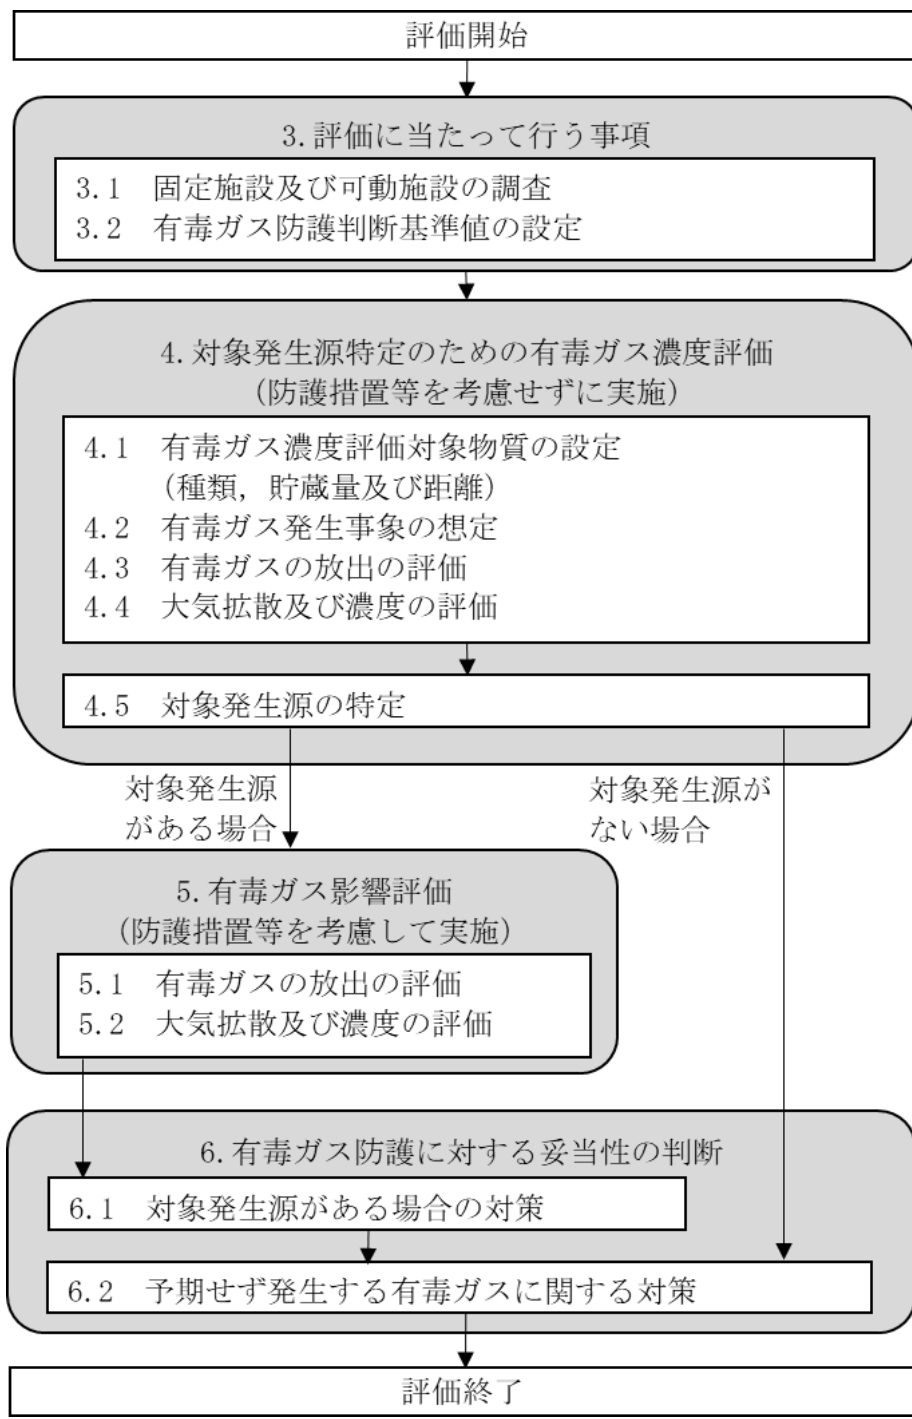 評価開始
3.評価に当たって行う事項
3.1 固定施設及び可動施設の調査
3.2 有毒ガス防護判断基準値の設定
4.対象発生源特定のための有毒ガス濃度評価
(防護措置等を考慮せずに実施)
4.1 有毒ガス濃度評価対象物質の設定
(種類，貯蔵量及び距離)
4.2 有毒ガス発生事象の想定
4.3 有毒ガスの放出の評価
4.4 大気拡散及び濃度の評価
4.5 対象発生源の特定
対象発生源
がある場合
対象発生源が
ない場合
5.有毒ガス影響評価
(防護措置等を考慮して実施)
5.1 有毒ガスの放出の評価
5.2 大気拡散及び濃度の評価
6.有毒ガス防護に対する妥当性の判断
6.1 対象発生源がある場合の対策
6.2 予期せず発生する有毒ガスに関する対策
評価終了